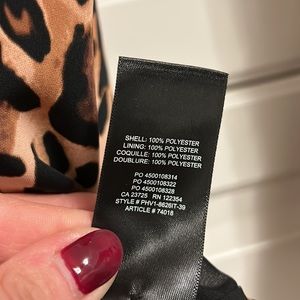 SHELL: 100% POLYESTER
LINING: 100% POLYESTER
COQUILLE: 100% POLYESTER
DOUBLURE: 100% POLYESTER
PO 4500108314
PO 4500108322
PO 4500108328
CA 23725 RN 122354
STYLE # PHV1-8626IT-39
ARTICLE # 74018